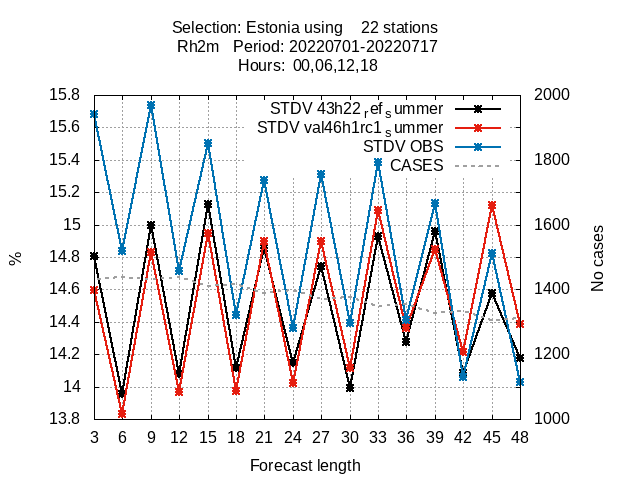 Selection: Estonia using    22 stations
Rh2m   Period: 20220701-20220717
Hours:  00,06,12,18
STDV 43h22refsummer
STDV val46h1rc1summer
STDV OBS
CASES
15.8
15.6
15.4
15.2
15
14.8
14.6
14.4
14.2
14
13.8
%
2000
1800
1600
1400
1200
1000
No cases
3 6 9 12 15 18 21 24 27 30 33 36 39 42 45 48
Forecast length